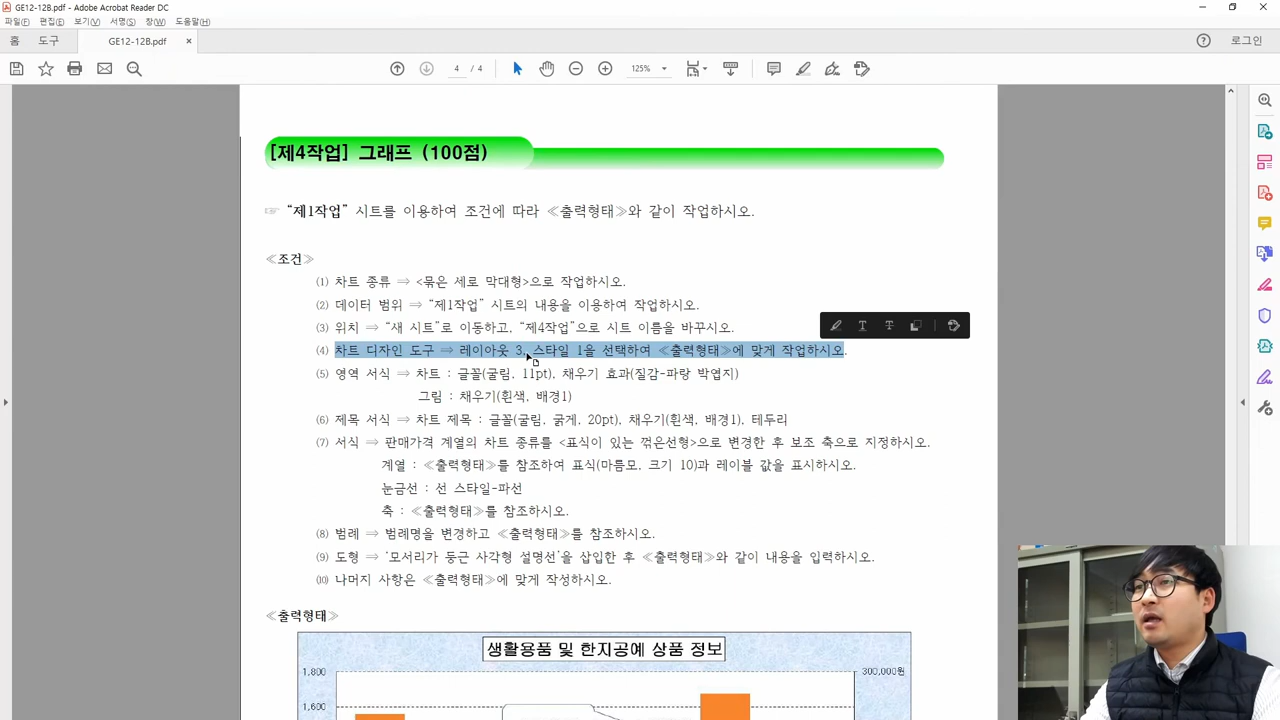 GE12-12B.pdf - Adobe Acrobat Reader DC
파일(F) 편집(E) 보기(V) 서명(S) 창(W) 도움말(H)
홈 도구 GE12-12B.pdf × 로그인
4 / 4 125%
[제4작업] 그래프 (100점)
☞ “제1작업” 시트를 이용하여 조건에 따라 ≪출력형태≫와 같이 작업하시오.
≪조건≫
(1) 차트 종류 ⇒ <묶은 세로 막대형>으로 작업하시오.
(2) 데이터 범위 ⇒ “제1작업” 시트의 내용을 이용하여 작업하시오.
(3) 위치 ⇒ “새 시트”로 이동하고, “제4작업”으로 시트 이름을 바꾸시오.
(4) 차트 디자인 도구 ⇒ 레이아웃 3, 스타일 1을 선택하여 ≪출력형태≫에 맞게 작업하시오.
(5) 영역 서식 ⇒ 차트 : 글꼴(굴림, 11pt), 채우기 효과(질감-파랑 박엽지)
그림 : 채우기(흰색, 배경1)
(6) 제목 서식 ⇒ 차트 제목 : 글꼴(굴림, 굵게, 20pt), 채우기(흰색, 배경1), 테두리
(7) 서식 ⇒ 판매가격 계열의 차트 종류를 <표식이 있는 꺾은선형>으로 변경한 후 보조 축으로 지정하시오.
계열 : ≪출력형태≫를 참조하여 표식(마름모, 크기 10)과 레이블 값을 표시하시오.
눈금선 : 선 스타일-파선
축 : ≪출력형태≫를 참조하시오.
(8) 범례 ⇒ 범례명을 변경하고 ≪출력형태≫를 참조하시오.
(9) 도형 ⇒ ‘모서리가 둥근 사각형 설명선’을 삽입한 후 ≪출력형태≫와 같이 내용을 입력하시오.
(10) 나머지 사항은 ≪출력형태≫에 맞게 작성하시오.
≪출력형태≫
생활용품 및 한지공예 상품 정보
1,800 300,000원
1,600